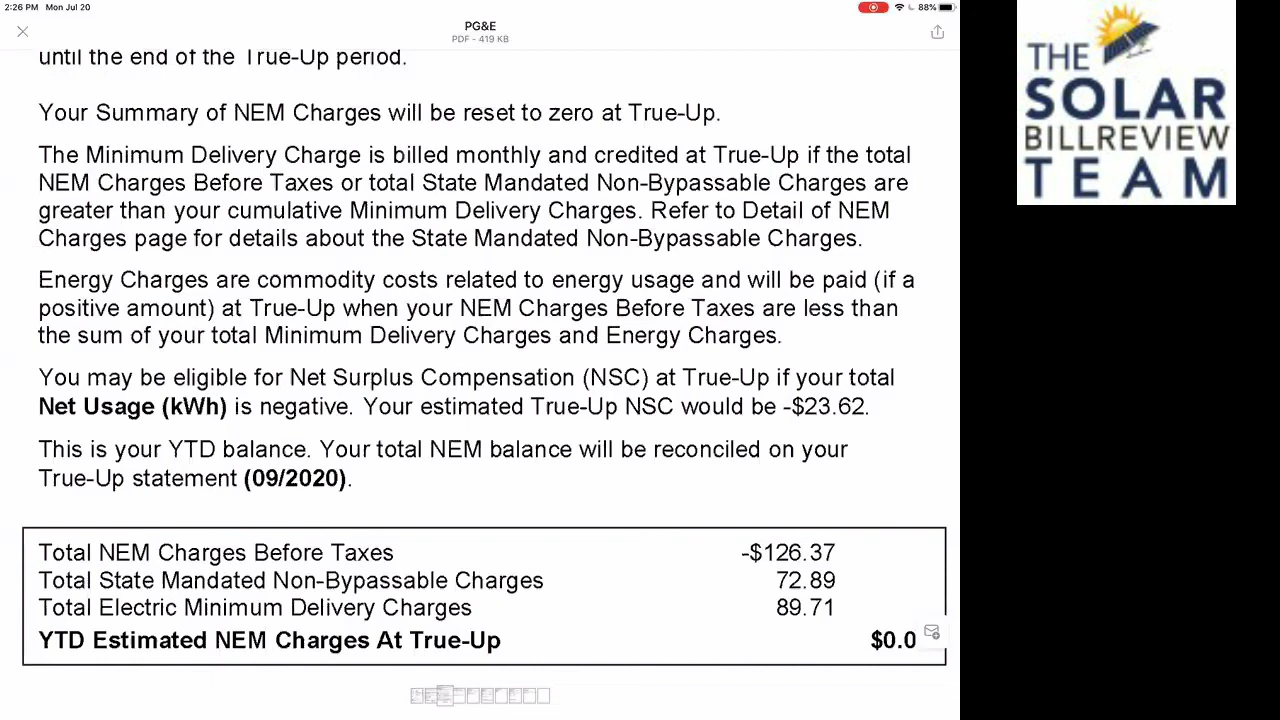 2:26 PM Mon Jul 20
88%
PG&E
PDF - 419 KB
until the end of the True-Up period.
Your Summary of NEM Charges will be reset to zero at True-Up.
The Minimum Delivery Charge is billed monthly and credited at True-Up if the total
NEM Charges Before Taxes or total State Mandated Non-Bypassable Charges are
greater than your cumulative Minimum Delivery Charges. Refer to Detail of NEM
Charges page for details about the State Mandated Non-Bypassable Charges.
Energy Charges are commodity costs related to energy usage and will be paid (if a
positive amount) at True-Up when your NEM Charges Before Taxes are less than
the sum of your total Minimum Delivery Charges and Energy Charges.
You may be eligible for Net Surplus Compensation (NSC) at True-Up if your total
Net Usage (kWh) is negative. Your estimated True-Up NSC would be -$23.62.
This is your YTD balance. Your total NEM balance will be reconciled on your
True-Up statement (09/2020).
Total NEM Charges Before Taxes -$126.37
Total State Mandated Non-Bypassable Charges 72.89
Total Electric Minimum Delivery Charges 89.71
YTD Estimated NEM Charges At True-Up $0.0
THE
SOLAR
BILLREVIEW
TEAM